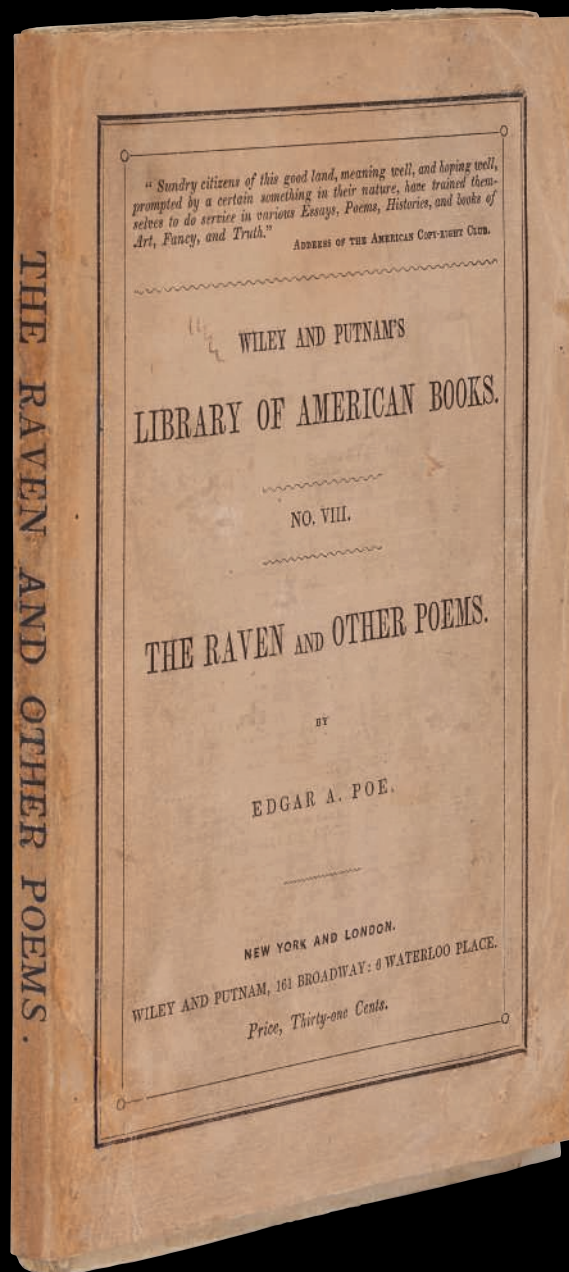 THE RAVEN AND OTHER POEMS.
" Sundry citizens of this good land, meaning well, and hoping well,
prompted by a certain something in their nature, have trained them-
selves to do service in various Essays, Poems, Histories, and books of
Art, Fancy, and Truth."
ADDRESS OF THE AMERICAN COPY-RIGHT CLUB.
WILEY AND PUTNAM'S
LIBRARY OF AMERICAN BOOKS.
NO. VIII.
THE RAVEN AND OTHER POEMS.
BY
EDGAR A. POE.
NEW YORK AND LONDON.
WILEY AND PUTNAM, 161 BROADWAY: 6 WATERLOO PLACE.
Price, Thirty-one Cents.